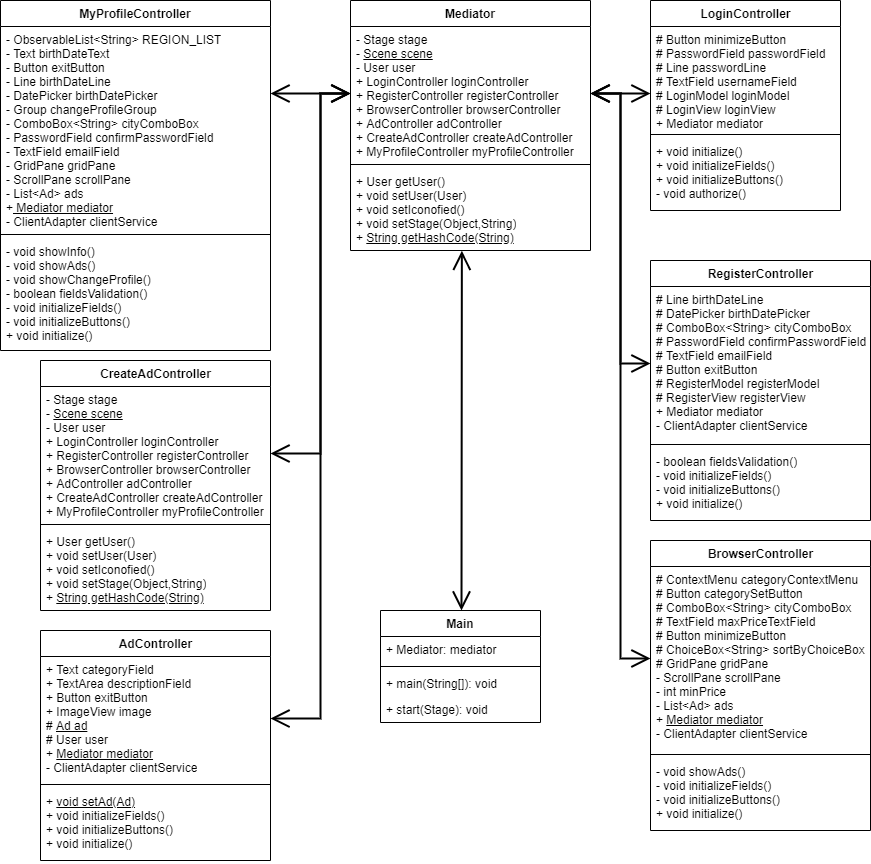 MyProfileController
- ObservableList<String> REGION_LIST
- Text birthDateText
- Button exitButton
- Line birthDateLine
- DatePicker birthDatePicker
- Group changeProfileGroup
- ComboBox<String> cityComboBox
- PasswordField confirmPasswordField
- TextField emailField
- GridPane gridPane
- ScrollPane scrollPane
- List<Ad> ads
+ Mediator mediator
- ClientAdapter clientService
- void showInfo()
- void showAds()
- void showChangeProfile()
- boolean fieldsValidation()
- void initializeFields()
- void initializeButtons()
+ void initialize()
CreateAdController
- Stage stage
- Scene scene
- User user
+ LoginController loginController
+ RegisterController registerController
+ BrowserController browserController
+ AdController adController
+ CreateAdController createAdController
+ MyProfileController myProfileController
+ User getUser()
+ void setUser(User)
+ void setIconofied()
+ void setStage(Object,String)
+ String getHashCode(String)
AdController
+ Text categoryField
+ TextArea descriptionField
+ Button exitButton
+ ImageView image
# Ad ad
# User user
+ Mediator mediator
- ClientAdapter clientService
+ void setAd(Ad)
+ void initializeFields()
+ void initializeButtons()
+ void initialize()
Mediator
- Stage stage
- Scene scene
- User user
+ LoginController loginController
+ RegisterController registerController
+ BrowserController browserController
+ AdController adController
+ CreateAdController createAdController
+ MyProfileController myProfileController
+ User getUser()
+ void setUser(User)
+ void setIconofied()
+ void setStage(Object,String)
+ String getHashCode(String)
Main
+ Mediator: mediator
+ main(String[]): void
+ start(Stage): void
LoginController
# Button minimizeButton
# PasswordField passwordField
# Line passwordLine
# TextField usernameField
# LoginModel loginModel
# LoginView loginView
+ Mediator mediator
+ void initialize()
+ void initializeFields()
+ void initializeButtons()
- void authorize()
RegisterController
# Line birthDateLine
# DatePicker birthDatePicker
# ComboBox<String> cityComboBox
# PasswordField confirmPasswordField
# TextField emailField
# Button exitButton
# RegisterModel registerModel
# RegisterView registerView
+ Mediator mediator
- ClientAdapter clientService
- boolean fieldsValidation()
- void initializeFields()
- void initializeButtons()
+ void initialize()
BrowserController
# ContextMenu categoryContextMenu
# Button categorySetButton
# ComboBox<String> cityComboBox
# TextField maxPriceTextField
# Button minimizeButton
# ChoiceBox<String> sortByChoiceBox
# GridPane gridPane
- ScrollPane scrollPane
- int minPrice
- List<Ad> ads
+ Mediator mediator
- ClientAdapter clientService
- void showAds()
- void initializeFields()
- void initializeButtons()
+ void initialize()